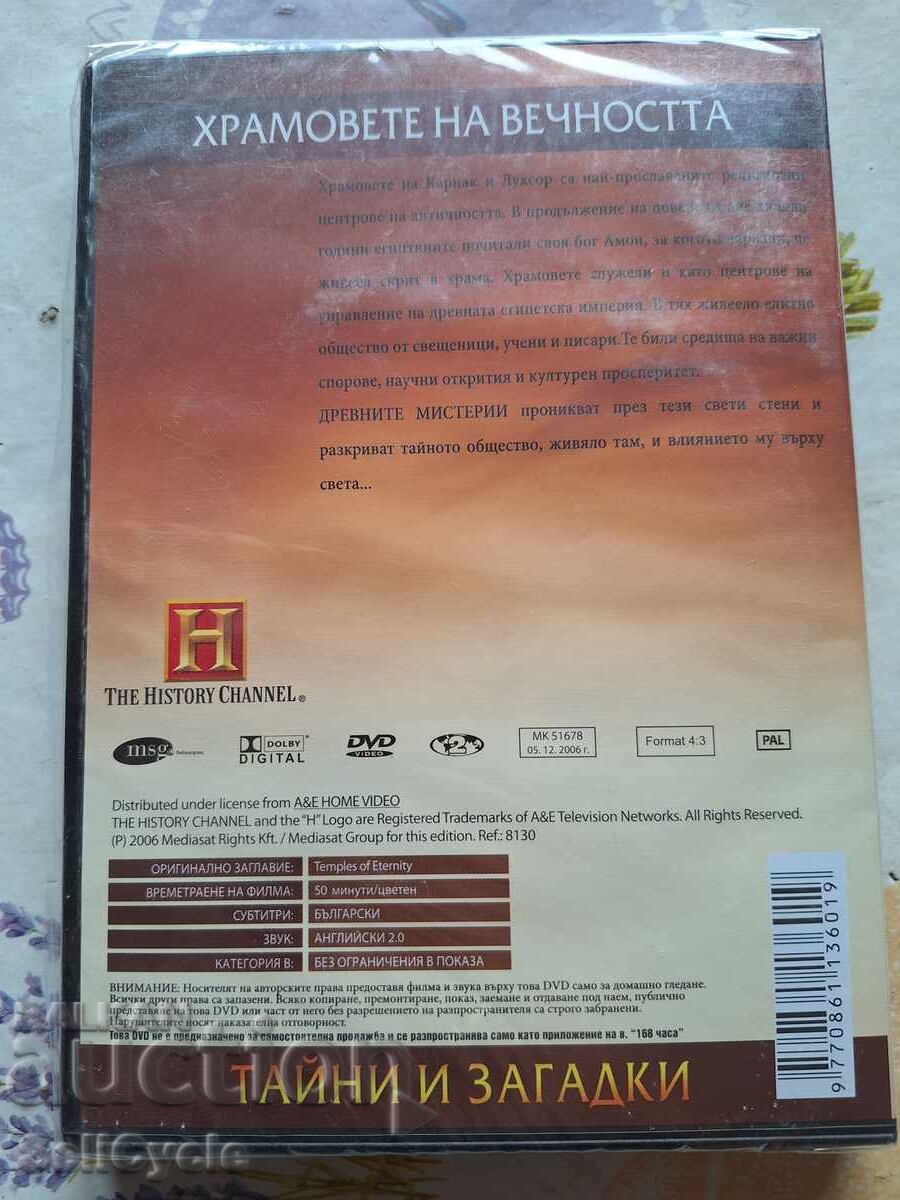 ХРАМОВЕТЕ НА ВЕЧНОСТТА
Храмовете на Карнак и Луксор са най-прославените религиозни
центрове на античността. В продължение на повече от две хиляди
години египтяните почитали своя бог Амон, за когото вярвали, че
живеел скрит в храма. Храмовете служели и като центрове на
управление на древната египетска империя. В тях живеело елитно
общество от свещеници, учени и писари.Те били средища на важни
спорове, научни открития и културен просперитет.
ДРЕВНИТЕ МИСТЕРИИ проникват през тези свети стени и
разкриват тайното общество, живяло там, и влиянието му върху
света...
H
THE HISTORY CHANNEL®
msg
DOLBY
DIGITAL
DVD
VIDEO
2
МК 51678
05. 12. 2006 г.
Format 4:3
PAL
Distributed under license from A&E HOME VIDEO
THE HISTORY CHANNEL and the "H" Logo are Registered Trademarks of A&E Television Networks. All Rights Reserved.
(P) 2006 Mediasat Rights Kft. / Mediasat Group for this edition. Ref.: 8130
ОРИГИНАЛНО ЗАГЛАВИЕ: Temples of Eternity
ВРЕМЕТРАЕНЕ НА ФИЛМА: 50 минути/цветен
СУБТИТРИ: БЪЛГАРСКИ
ЗВУК: АНГЛИЙСКИ 2.0
КАТЕГОРИЯ В: БЕЗ ОГРАНИЧЕНИЯ В ПОКАЗА
ВНИМАНИЕ: Носителят на авторските права предоставя филма и звука върху това DVD само за домашно гледане.
Всички други права са запазени. Всяко копиране, премонтиране, показ, заемане и отдаване под наем, публично
представяне на това DVD или част от него без разрешението на разпространителя са строго забранени.
Нарушителите носят наказателна отговорност.
Това DVD не е предназначено за самостоятелна продажба и се разпространява само като приложение на в. "168 часа"
9 770861 136019
ТАЙНИ И ЗАГАДКИ
BALKAN
auction
allCycle